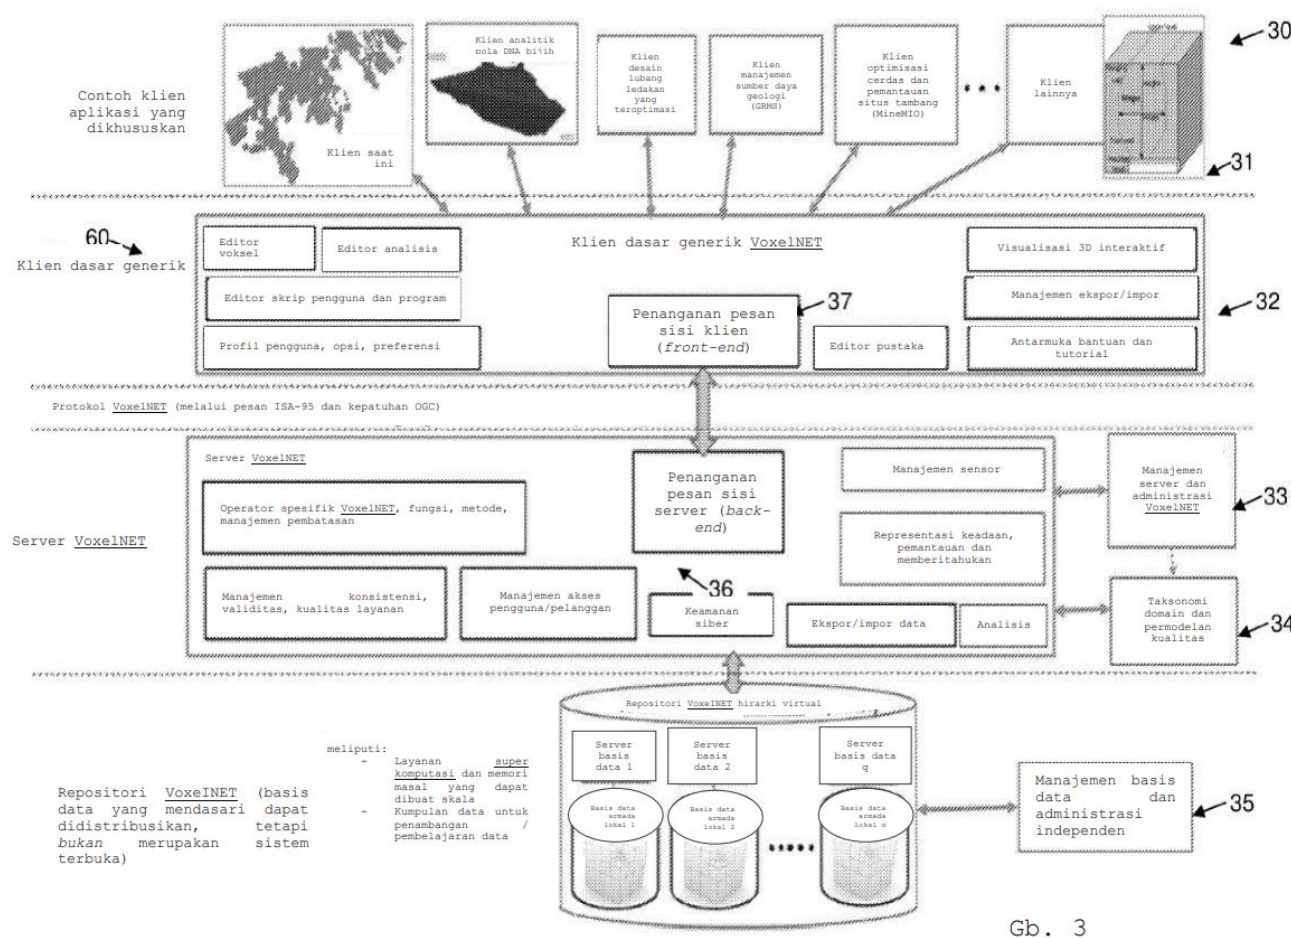 Contoh klien
aplikasi yang
dikhususkan
Klien saat
ini
Klien analitik
pola DNA bijih
Klien
desain
lubang
ledakan
yang
teroptimasi
Klien
manajemen
sumber daya
geologi
(GRMS)
Klien
optimisasi
cerdas dan
pemantauan
situs tambang
(MineMIO)
Klien
lainnya
30
31
60
Klien dasar generik
Editor
voksel
Editor analisis
Klien dasar generik VoxelNET
Visualisasi 3D interaktif
Editor skrip pengguna dan program
Manajemen ekspor/impor
32
Penanganan pesan
sisi klien
(front-end)
37
Profil pengguna, opsi, preferensi
Editor pustaka
Antarmuka bantuan dan
tutorial
Protokol VoxelNET (melalui pesan ISA-95 dan kepatuhan OGC)
Server VoxelNET
Server VoxelNET
Penanganan
pesan sisi
server (back-
end)
36
Manajemen sensor
Operator spesifik VoxelNET, fungsi, metode,
manajemen pembatasan
Representasi keadaan,
pemantauan dan
memberitahukan
Manajemen konsistensi,
validitas, kualitas layanan
Manajemen akses
pengguna/pelanggan
Keamanan
siber
Ekspor/impor data
Analisis
Manajemen
server dan
administrasi
VoxelNET
33
Taksonomi
domain dan
permodelan
kualitas
34
Repositori VoxeINET (basis
data yang mendasari dapat
didistribusikan, tetapi
bukan merupakan sistem
terbuka)
meliputi:
- Layanan super
komputasi dan memori
masal yang dapat
dibuat skala
- Kumpulan data untuk
penambangan /
pembelajaran data
Repositori VoxeINET hirarki virtual
Server
basis
data 1
Server
basis
data 2
Server
basis data
q
Basis data
armada
lokal 1
Basis data
armada
lokal 2
Basis data
armada
lokal
Manajemen basis
data dan
administrasi
independen
35
Gb. 3